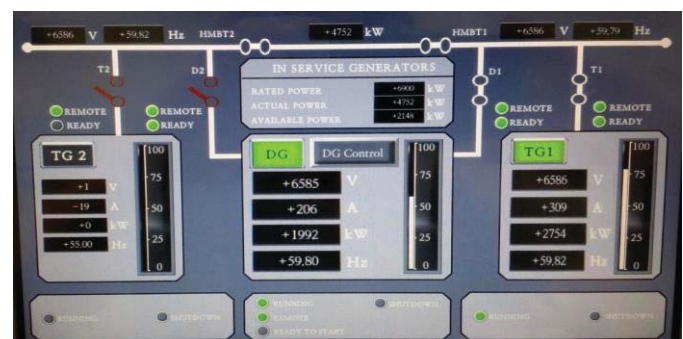 +6586 V +59,82 Hz HMBT2 +4752 kW HMBT1 +6586 V +59,79 Hz
T2 D2 D1 T1
IN SERVICE GENERATORS
RATED POWER +6900 kW
ACTUAL POWER +4752 kW
AVAILABLE POWER +2148 kW
REMOTE REMOTE REMOTE REMOTE
READY READY READY READY
TG 2 100 DG DG Control 100 TG1 100
+1 V 75 +6585 V 75 +6586 V 75
-19 A 50 +206 A 50 +309 A 50
+0 kW 25 +1992 kW 25 +2754 kW 25
+55.00 Hz 0 +59,80 Hz 0 +59,82 Hz 0
RUNNING SHUTDOWN RUNNING SHUTDOWN RUNNING SHUTDOWN
REMOTE
READY TO START